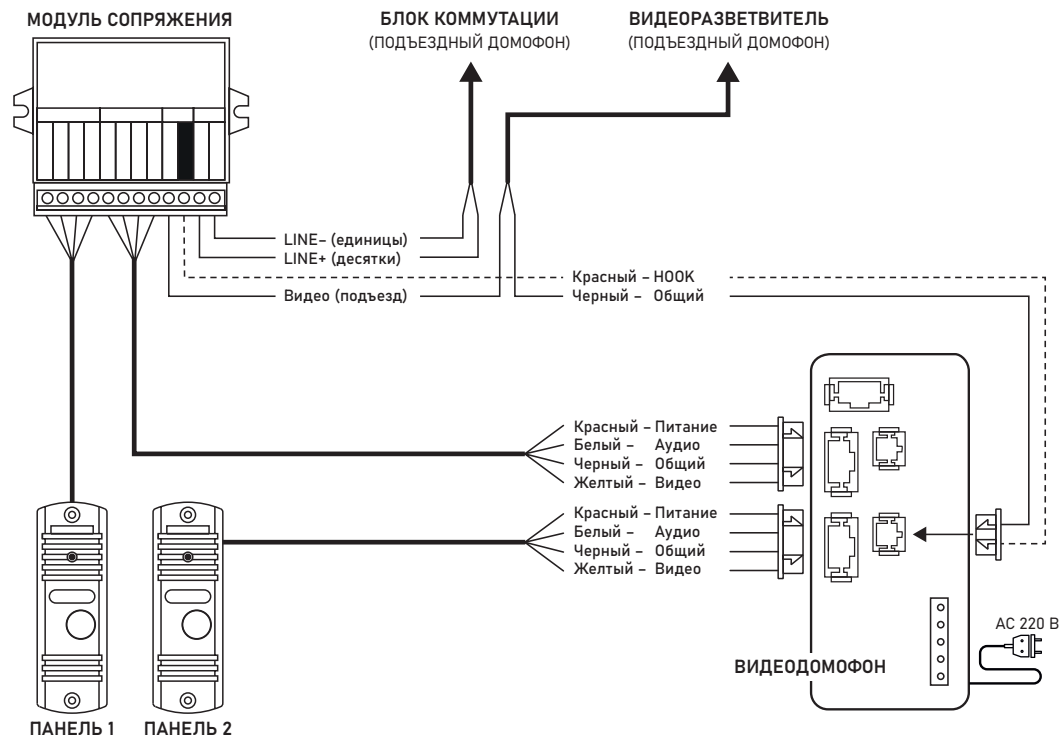 МОДУЛЬ СОПРЯЖЕНИЯ
БЛОК КОММУТАЦИИ
(ПОДЪЕЗДНЫЙ ДОМОФОН)
ВИДЕОРАЗВЕТВИТЕЛЬ
(ПОДЪЕЗДНЫЙ ДОМОФОН)
LINE– (единицы)
LINE+ (десятки)
Видео (подъезд)
Красный – HOOK
Черный – Общий
Красный – Питание
Белый – Аудио
Черный – Общий
Желтый – Видео
Красный – Питание
Белый – Аудио
Черный – Общий
Желтый – Видео
AC 220 В
ВИДЕОДОМОФОН
ПАНЕЛЬ 1
ПАНЕЛЬ 2